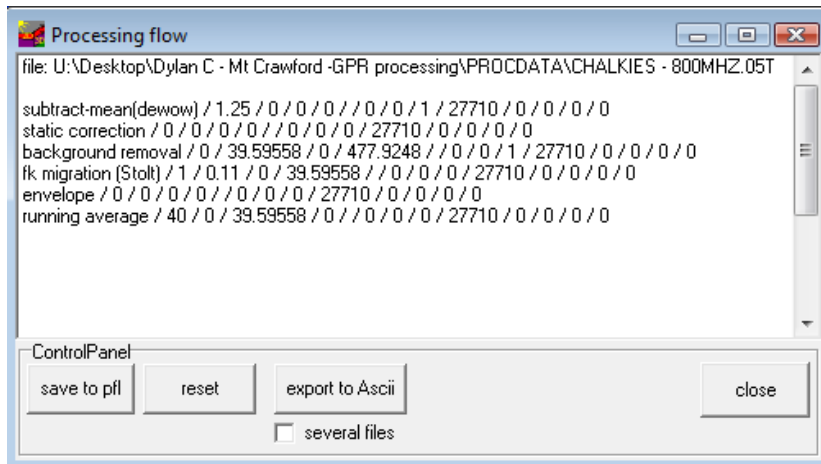 Processing flow
file: U:\Desktop\Dylan C - Mt Crawford -GPR processing\PROCDATA\CHALKIES - 800MHZ.05T
subtract-mean(dewow) / 1.25 / 0 / 0 / 0 / / 0 / 0 / 1 / 27710 / 0 / 0 / 0 / 0
static correction / 0 / 0 / 0 / 0 / / 0 / 0 / 0 / 27710 / 0 / 0 / 0 / 0
background removal / 0 / 39.59558 / 0 / 477.9248 / / 0 / 0 / 1 / 27710 / 0 / 0 / 0 / 0
fk migration (Stolt) / 1 / 0.11 / 0 / 39.59558 / / 0 / 0 / 0 / 27710 / 0 / 0 / 0 / 0
envelope / 0 / 0 / 0 / 0 / / 0 / 0 / 0 / 27710 / 0 / 0 / 0 / 0
running average / 40 / 0 / 39.59558 / 0 / / 0 / 0 / 0 / 27710 / 0 / 0 / 0 / 0
ControlPanel
save to pfl reset export to Ascii close
several files